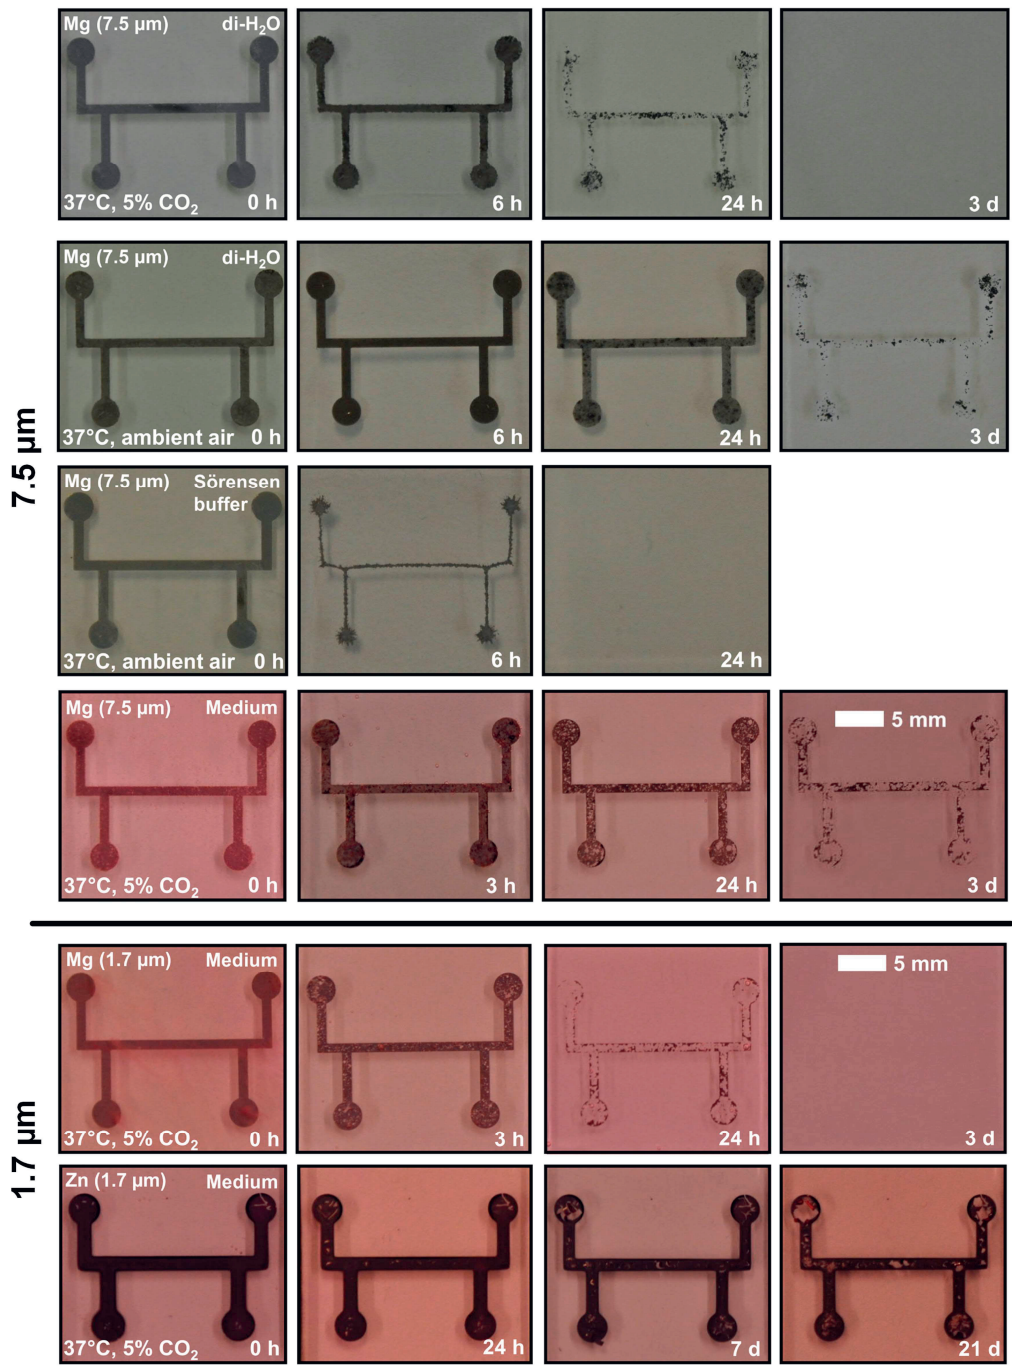 Mg (7.5 µm) di-H₂O
37°C, 5% CO₂ 0 h
6 h
24 h
3 d
Mg (7.5 µm) di-H₂O
37°C, ambient air 0 h
6 h
24 h
3 d
7.5 µm
Mg (7.5 µm) Sörensen
buffer
37°C, ambient air 0 h
6 h
24 h
Mg (7.5 µm) Medium
37°C, 5% CO₂ 0 h
3 h
24 h
5 mm
3 d
1.7 µm
Mg (1.7 µm) Medium
37°C, 5% CO₂ 0 h
3 h
24 h
5 mm
3 d
Zn (1.7 µm) Medium
37°C, 5% CO₂ 0 h
24 h
7 d
21 d